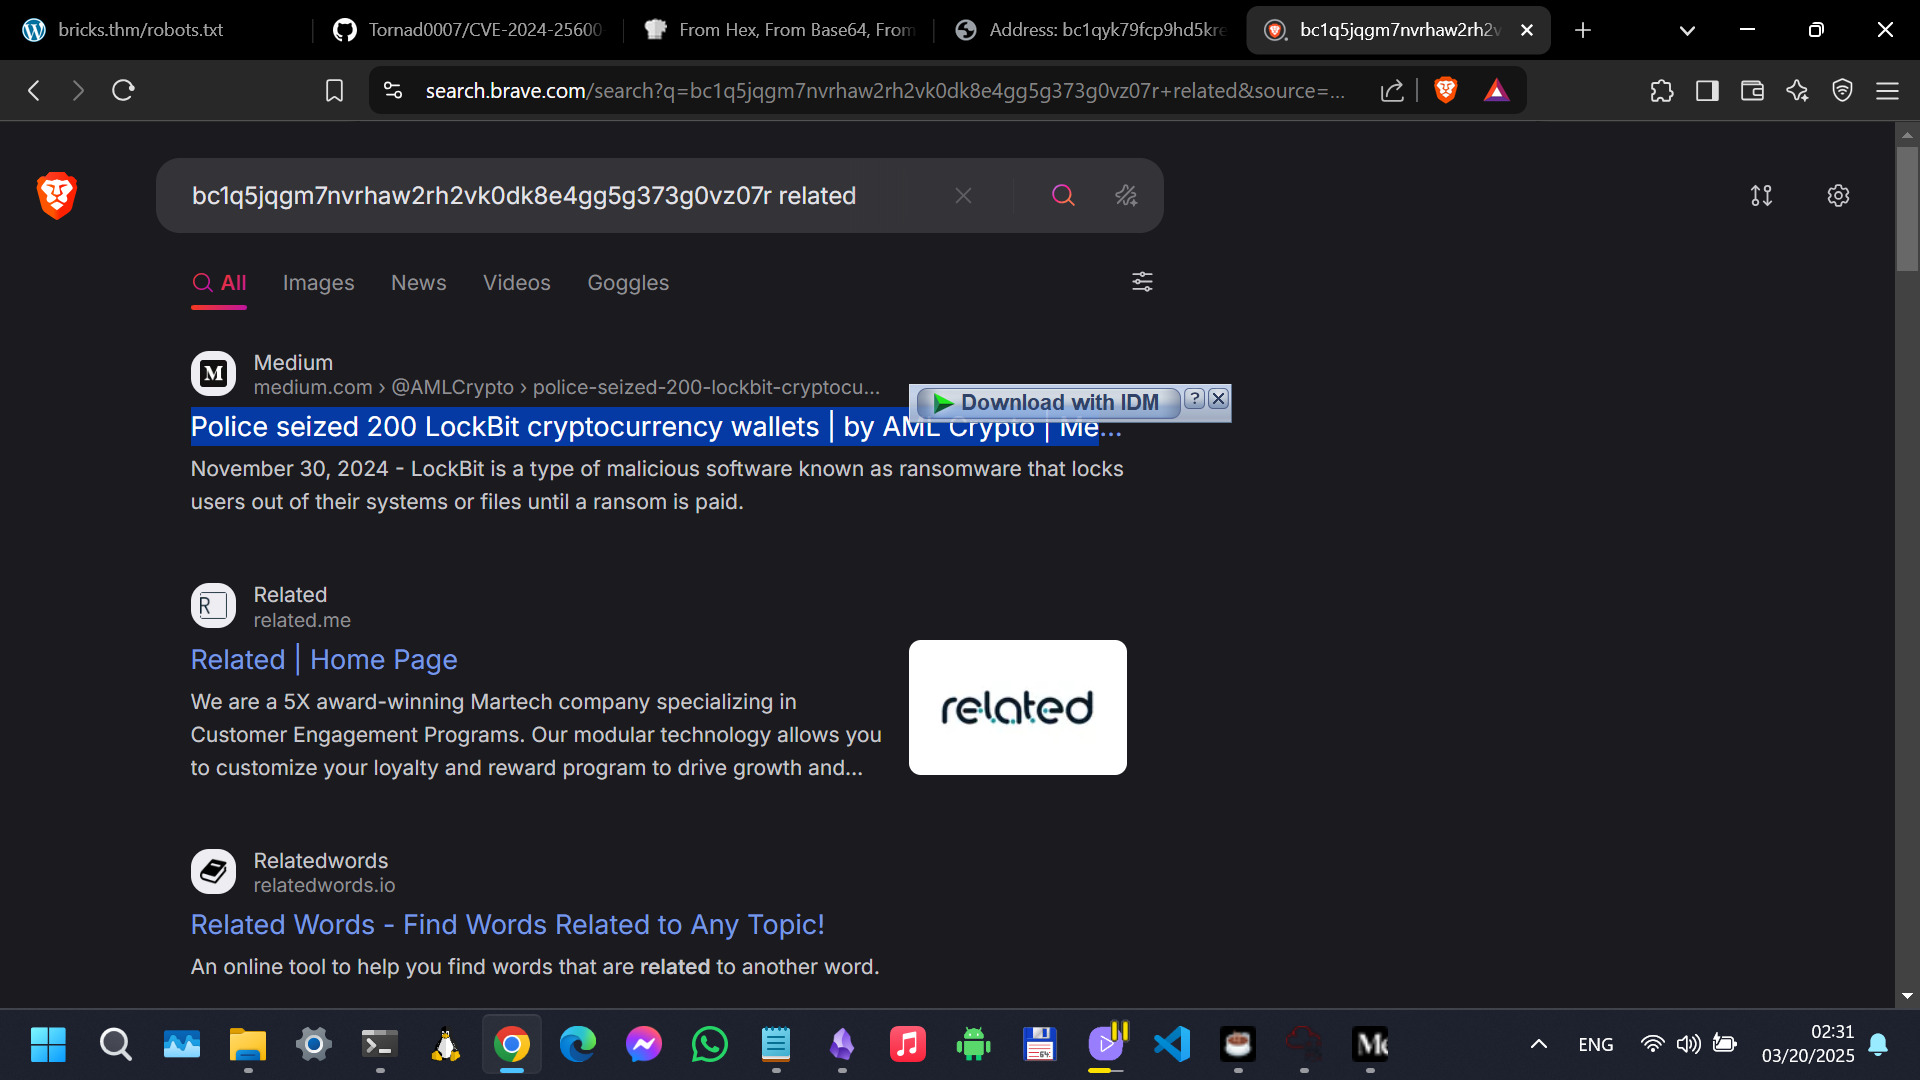 bricks.thm/robots.txt
Tornad0007/CVE-2024-25600
From Hex, From Base64, From
Address: bc1qyk79fcp9hd5kre
bc1q5jqgm7nvrhaw2rh2v
search.brave.com/search?q=bc1q5jqgm7nvrhaw2rh2vk0dk8e4gg5g373g0vz07r+related&source=...
bc1q5jqgm7nvrhaw2rh2vk0dk8e4gg5g373g0vz07r related
All
Images
News
Videos
Goggles
Medium
medium.com › @AMLCrypto › police-seized-200-lockbit-cryptocu...
Download with IDM
?
Police seized 200 LockBit cryptocurrency wallets | by AML Crypto | Me...
November 30, 2024 - LockBit is a type of malicious software known as ransomware that locks
users out of their systems or files until a ransom is paid.
Related
related.me
Related | Home Page
We are a 5X award-winning Martech company specializing in
Customer Engagement Programs. Our modular technology allows you
to customize your loyalty and reward program to drive growth and...
related
Relatedwords
relatedwords.io
Related Words - Find Words Related to Any Topic!
An online tool to help you find words that are related to another word.
ENG
02:31
03/20/2025